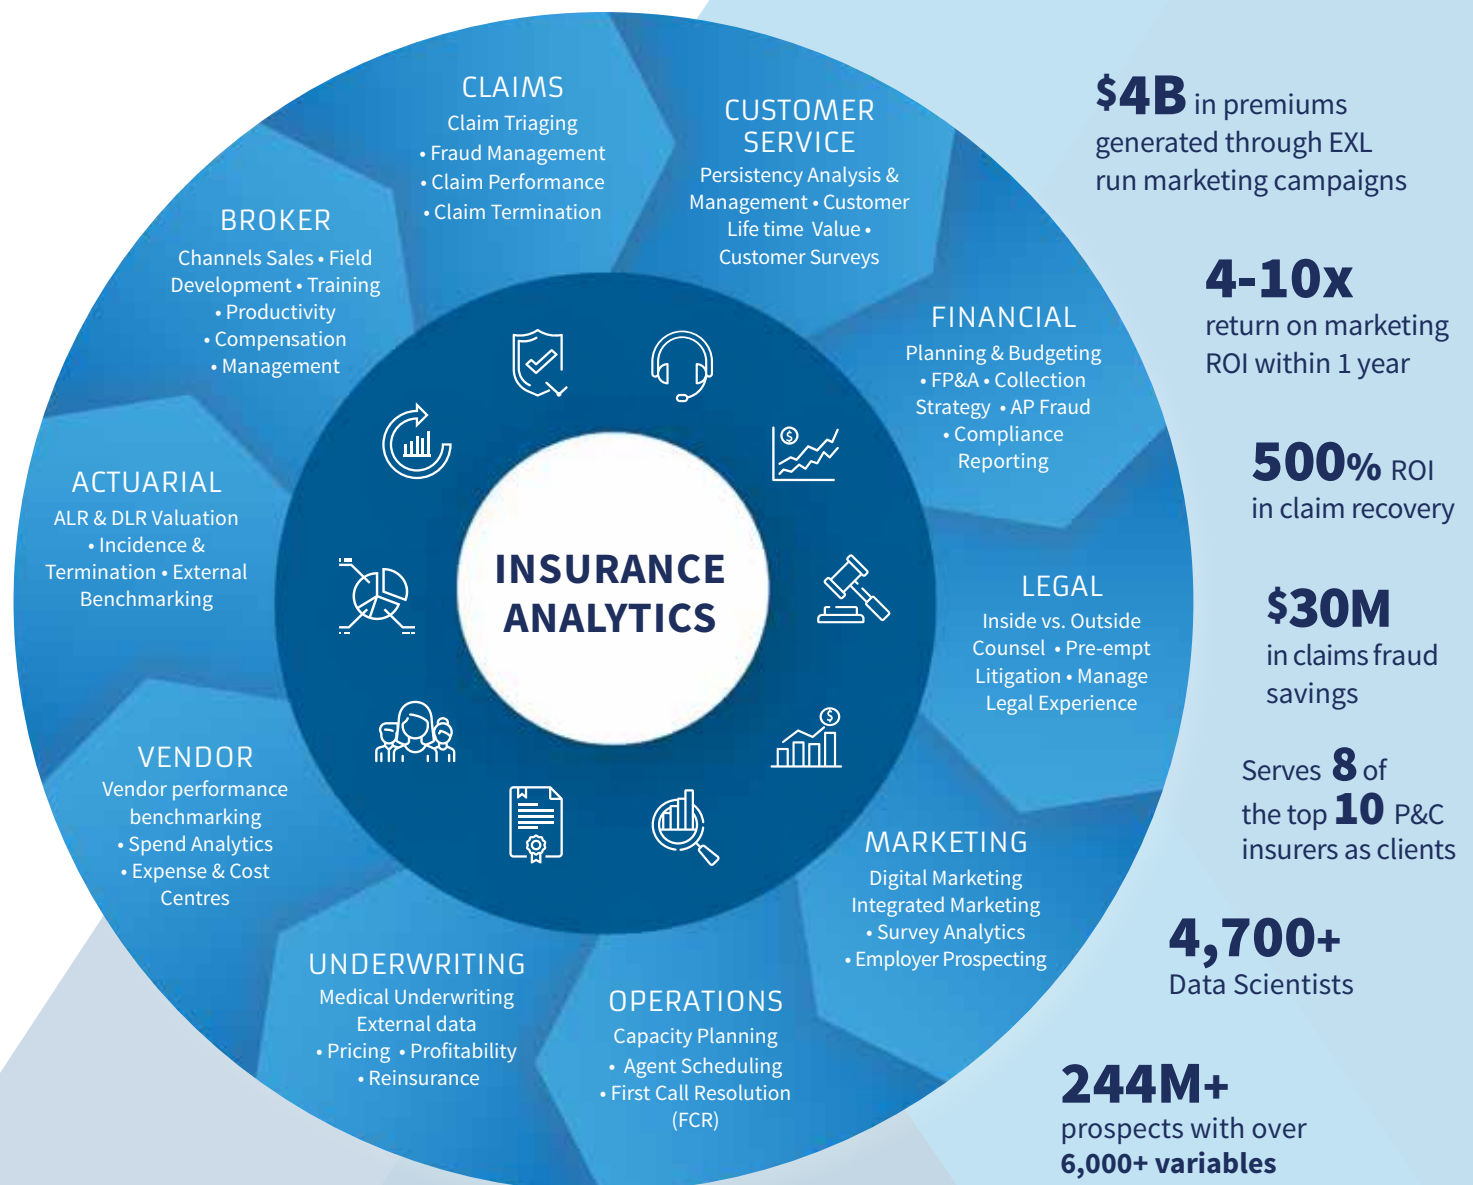 CLAIMS
Claim Triaging
• Fraud Management
• Claim Performance
• Claim Termination
CUSTOMER
SERVICE
Persistency Analysis &
Management • Customer
Life time Value •
Customer Surveys
FINANCIAL
Planning & Budgeting
• FP&A • Collection
Strategy • AP Fraud
• Compliance
Reporting
LEGAL
Inside vs. Outside
Counsel • Pre-empt
Litigation • Manage
Legal Experience
MARKETING
Digital Marketing
Integrated Marketing
• Survey Analytics
• Employer Prospecting
OPERATIONS
Capacity Planning
• Agent Scheduling
• First Call Resolution
(FCR)
UNDERWRITING
Medical Underwriting
External data
• Pricing • Profitability
• Reinsurance
VENDOR
Vendor performance
benchmarking
• Spend Analytics
• Expense & Cost
Centres
ACTUARIAL
ALR & DLR Valuation
• Incidence &
Termination • External
Benchmarking
BROKER
Channels Sales • Field
Development • Training
• Productivity
• Compensation
• Management
INSURANCE
ANALYTICS
$4B in premiums
generated through EXL
run marketing campaigns
4-10x
return on marketing
ROI within 1 year
500% ROI
in claim recovery
$30M
in claims fraud
savings
Serves 8 of
the top 10 P&C
insurers as clients
4,700+
Data Scientists
244M+
prospects with over
6,000+ variables